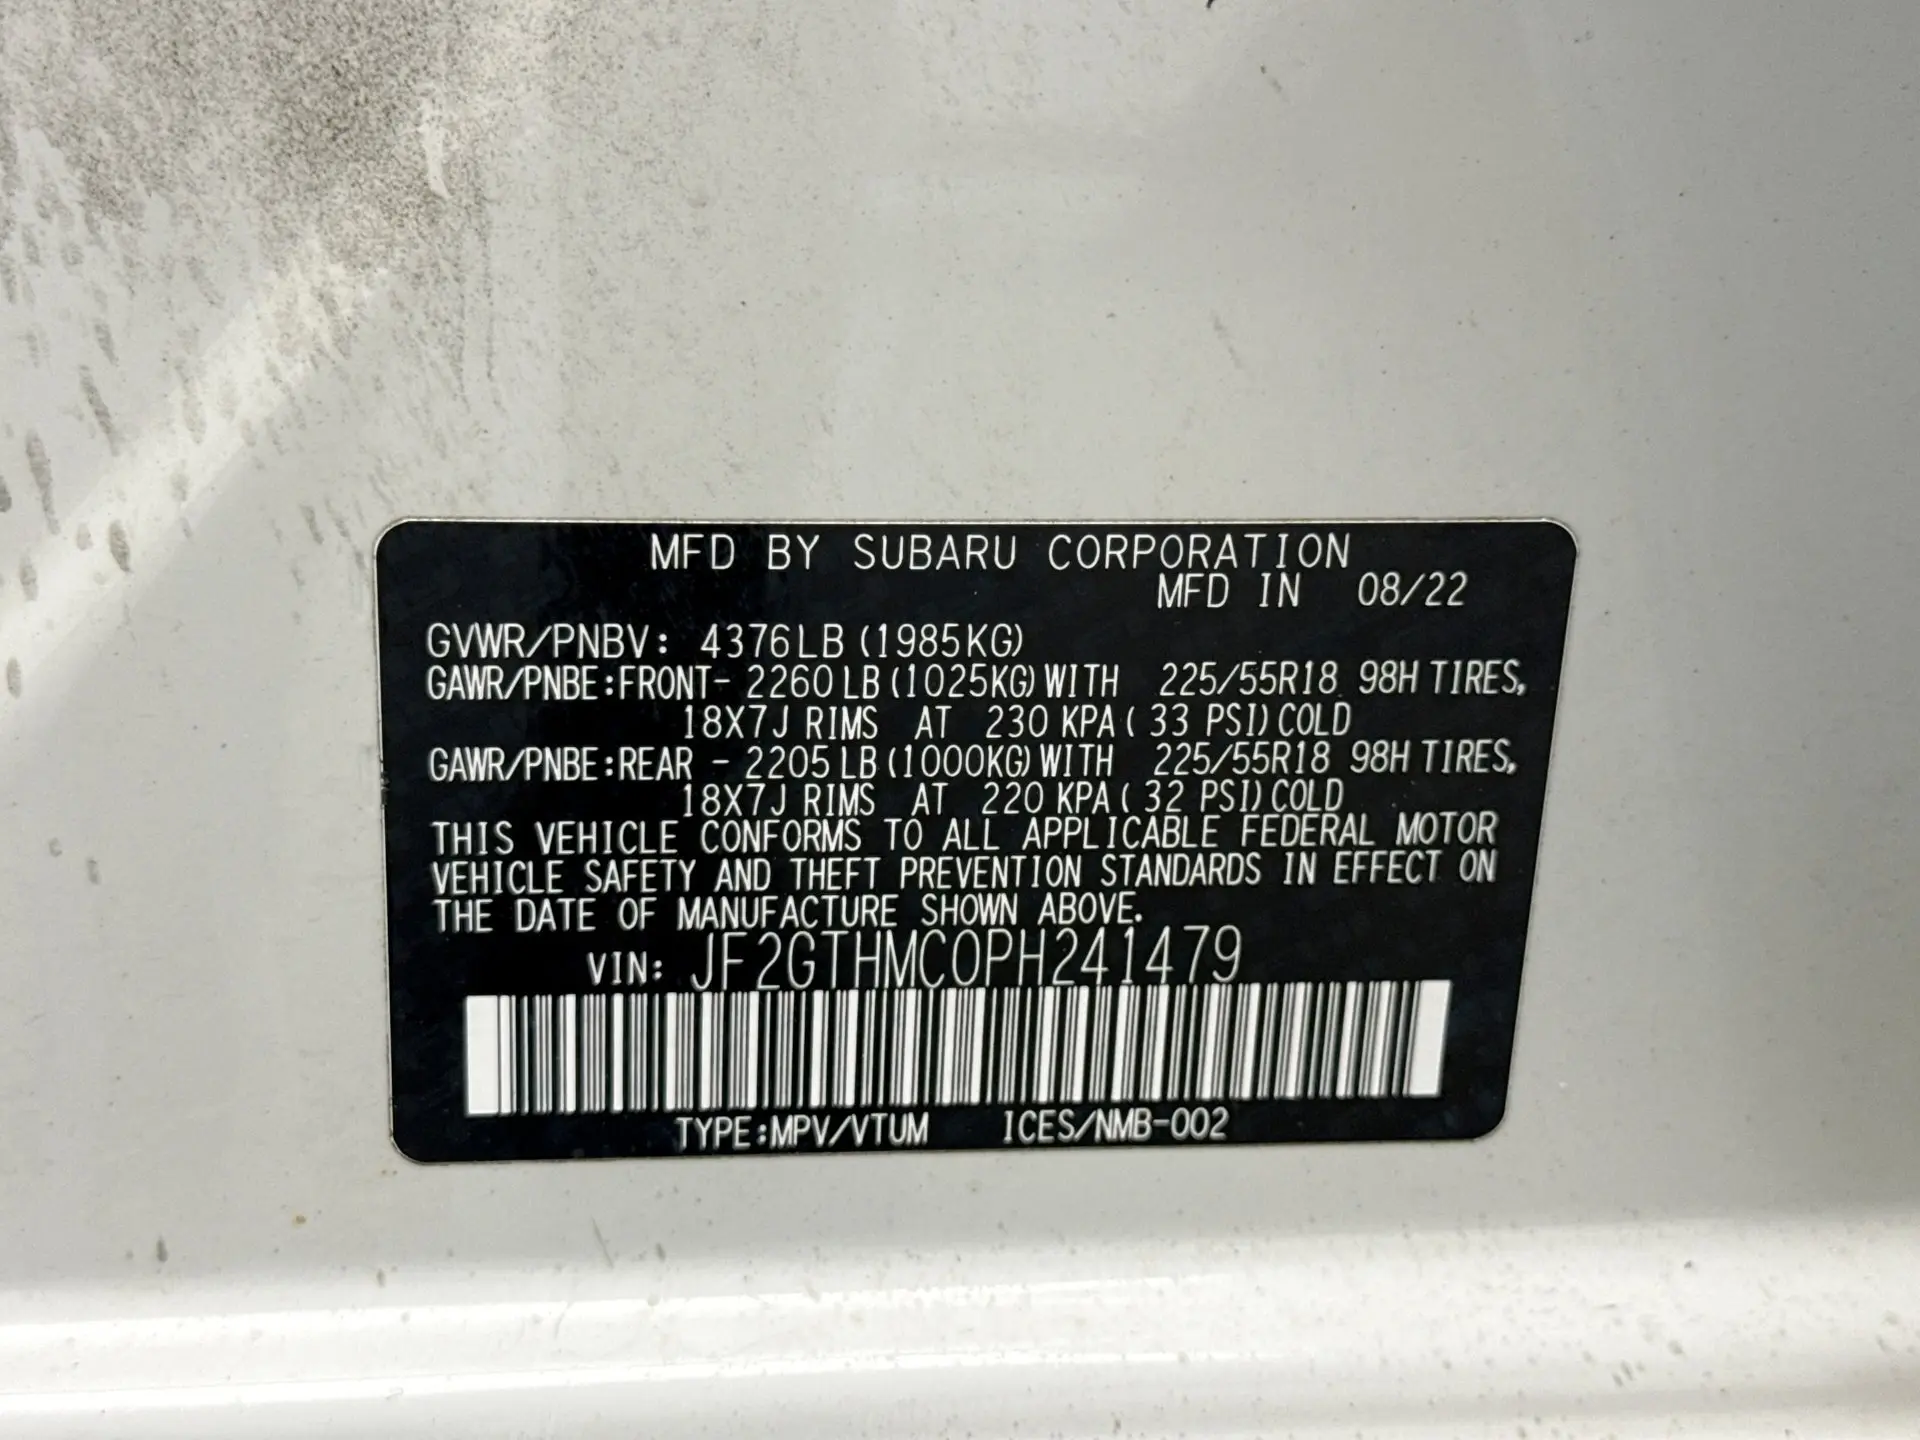 MFD BY SUBARU CORPORATION
MFD IN 08/22
GVWR/PNBV: 4376LB (1985KG)
GAWR/PNBE:FRONT- 2260LB (1025KG) WITH 225/55R18 98H TIRES,
18X7J RIMS AT 230 KPA ( 33 PSI) COLD
GAWR/PNBE:REAR - 2205LB (1000KG) WITH 225/55R18 98H TIRES,
18X7J RIMS AT 220 KPA ( 32 PSI) COLD
THIS VEHICLE CONFORMS TO ALL APPLICABLE FEDERAL MOTOR
VEHICLE SAFETY AND THEFT PREVENTION STANDARDS IN EFFECT ON
THE DATE OF MANUFACTURE SHOWN ABOVE.
VIN: JF2GTHMC0PH241479
TYPE:MPV/VTUM ICES/NMB-002